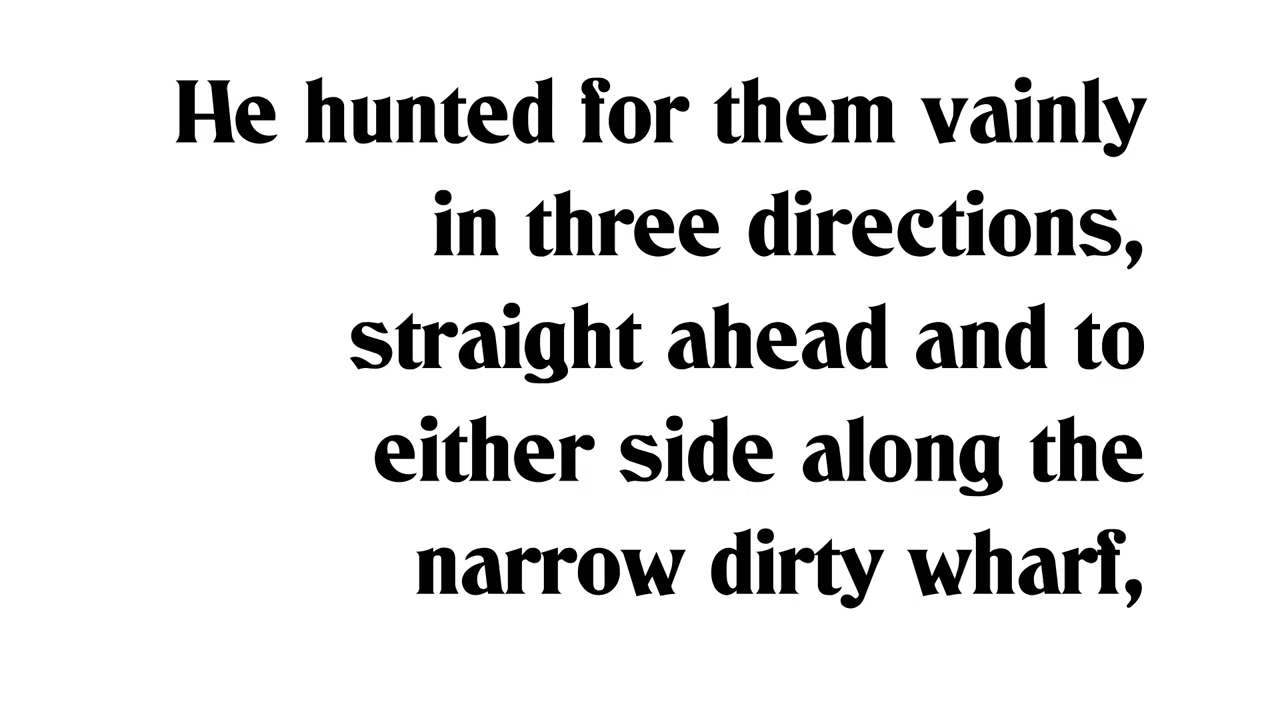 He hunted for them vainly
in three directions,
straight ahead and to
either side along the
narrow dirty wharf,